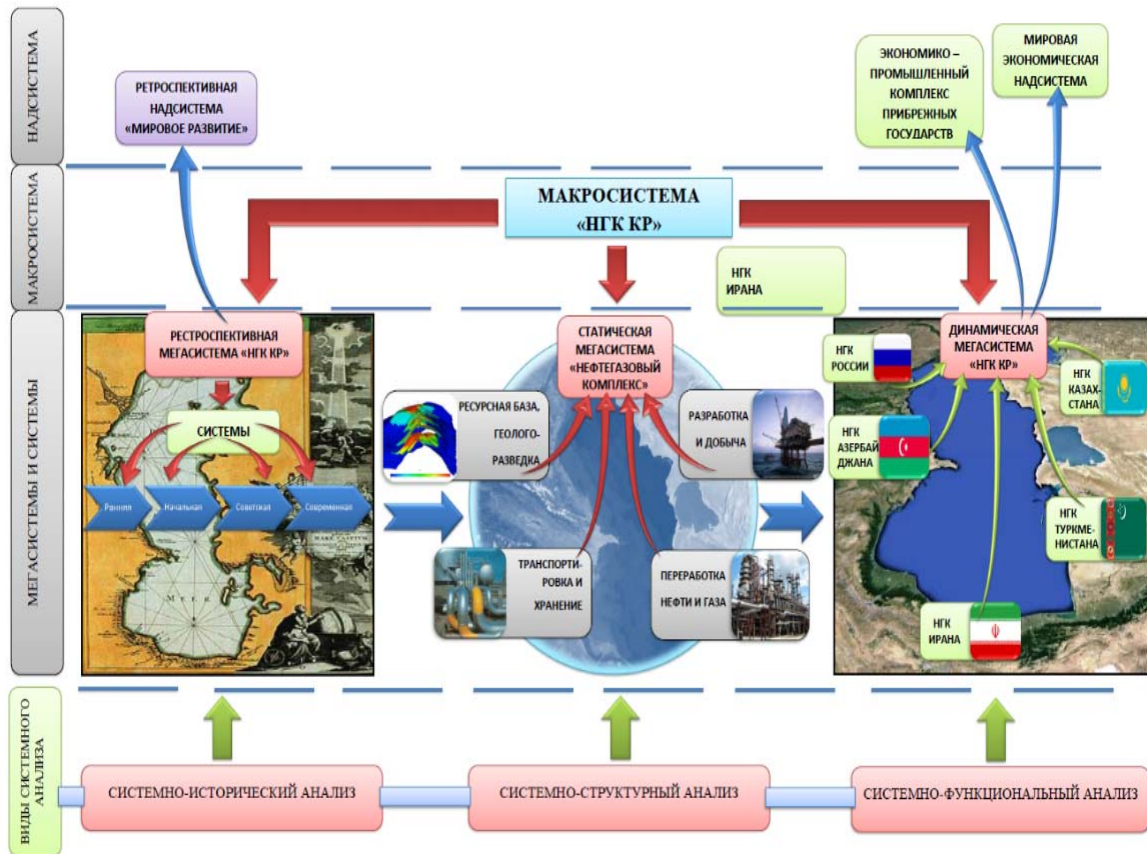 НАДСИСТЕМА
РЕТРОСПЕКТИВНАЯ
НАДСИСТЕМА
«МИРОВОЕ РАЗВИТИЕ»
ЭКОНОМИКО –
ПРОМЫШЛЕННЫЙ
КОМПЛЕКС
ПРИБРЕЖНЫХ
ГОСУДАРСТВ
МИРОВАЯ
ЭКОНОМИЧЕСКАЯ
НАДСИСТЕМА
МАКРОСИСТЕМА
МАКРОСИСТЕМА
«НГК КР»
НГК
ИРАНА
МЕГАСИСТЕМЫ И СИСТЕМЫ
РЕСТРОСПЕКТИВНАЯ
МЕГАСИСТЕМА «НГК КР»
СИСТЕМЫ
Ранняя
Начальная
Советская
Современная
MEER
СТАТИЧЕСКАЯ
МЕГАСИСТЕМА
«НЕФТЕГАЗОВЫЙ
КОМПЛЕКС»
РЕСУРСНАЯ БАЗА,
ГЕОЛОГО-
РАЗВЕДКА
РАЗРАБОТКА
И ДОБЫЧА
ТРАНСПОРТИ-
РОВКА И
ХРАНЕНИЕ
ПЕРЕРАБОТКА
НЕФТИ И ГАЗА
ДИНАМИЧЕСКАЯ
МЕГАСИСТЕМА
«НГК КР»
НГК
РОССИИ
НГК
КАЗАХ-
СТАНА
НГК
АЗЕРБАЙ
ДЖАНА
НГК
ТУРКМЕ-
НИСТАНА
НГК
ИРАНА
ВИДЫ СИСТЕМНОГО
АНАЛИЗА
СИСТЕМНО-ИСТОРИЧЕСКИЙ АНАЛИЗ
СИСТЕМНО-СТРУКТУРНЫЙ АНАЛИЗ
СИСТЕМНО-ФУНКЦИОНАЛЬНЫЙ АНАЛИЗ